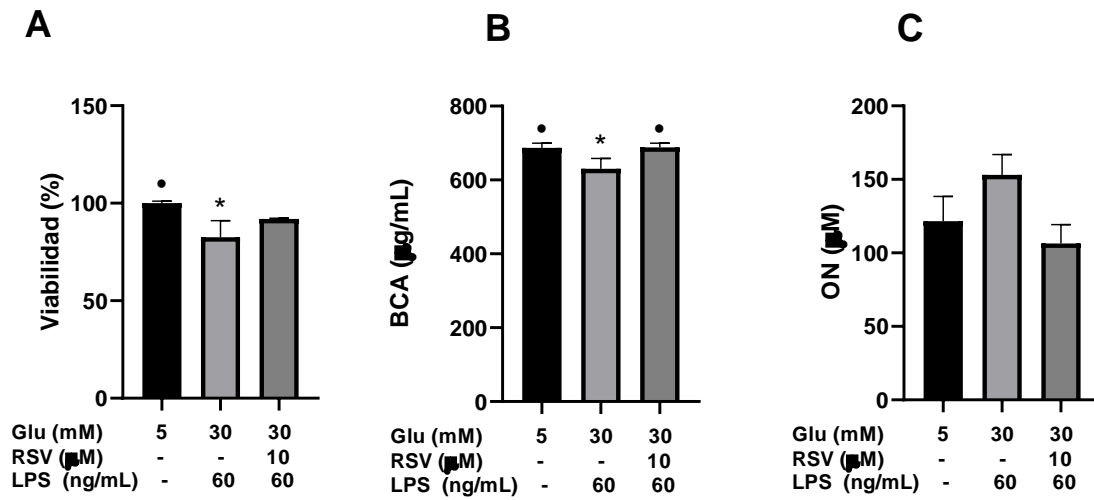 A
B
C
150
100
50
0
Viabilidad (%)
•
*
Glu (mM) 5 30 30
RSV (μM) - - 10
LPS (ng/mL) - 60 60
800
600
400
200
0
BCA (μg/mL)
•
*
•
Glu (mM) 5 30 30
RSV (μM) - - 10
LPS (ng/mL) - 60 60
200
150
100
50
0
ON (μM)
Glu (mM) 5 30 30
RSV (μM) - - 10
LPS (ng/mL) - 60 60